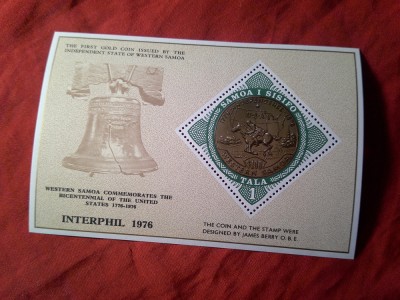 THE FIRST GOLD COIN ISSUED BY THE
INDEPENDENT STATE OF WESTERN SAMOA
SAMOA I SISIFO
TALA
1
WESTERN SAMOA COMMEMORATES THE
BICENTENNIAL OF THE UNITED
STATES 1776-1976
INTERPHIL 1976
THE COIN AND THE STAMP WERE
DESIGNED BY JAMES BERRY O.B.E.